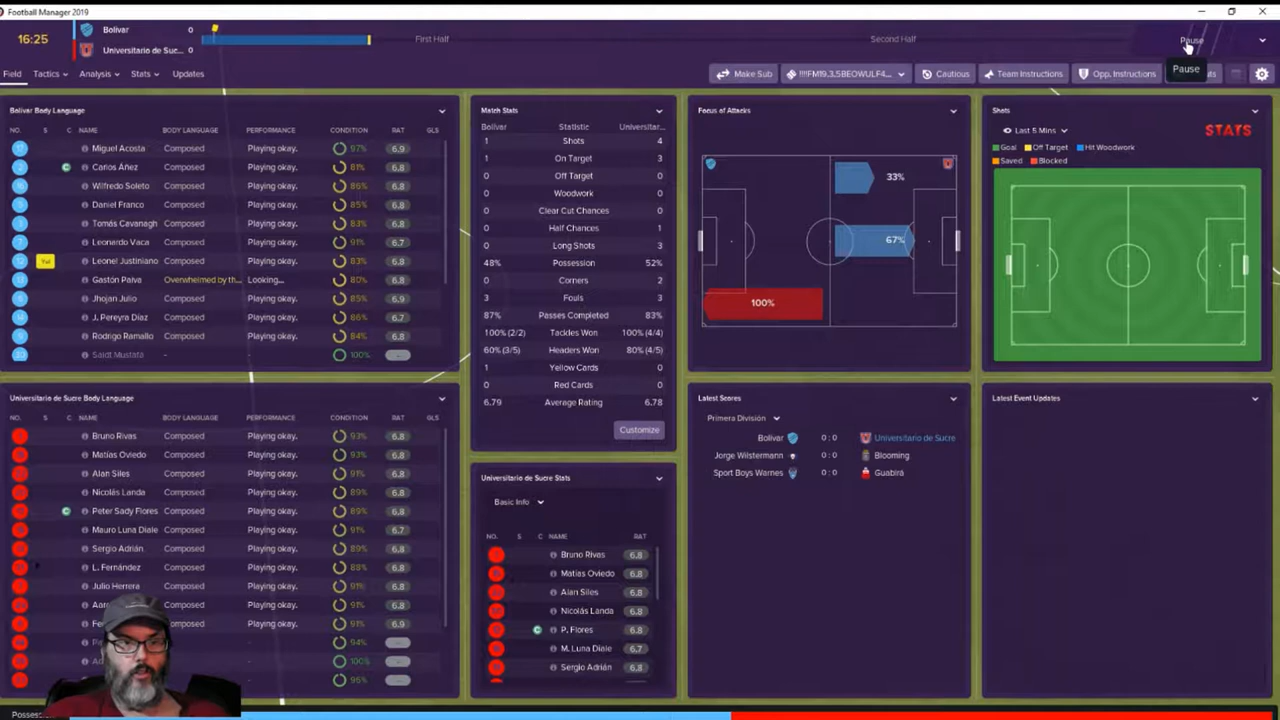 Football Manager 2019
16:25
Bolívar 0
Universitario de Suc... 0
First Half
Second Half
Pause
Field Tactics Analysis Stats Updates
Make Sub !!!!FM19.3.5BEOWULF4... Cautious Team Instructions Opp. Instructions
Pause
Bolívar Body Language
NO. S C NAME BODY LANGUAGE PERFORMANCE CONDITION RAT GLS
Miguel Acosta Composed Playing okay. 97% 6.9
C Carlos Áñez Composed Playing okay. 81% 6.8
Wilfredo Soleto Composed Playing okay. 86% 6.8
Daniel Franco Composed Playing okay. 85% 6.8
Tomás Cavanagh Composed Playing okay. 83% 6.8
Leonardo Vaca Composed Playing okay. 91% 6.7
Yel Leonel Justiniano Composed Playing okay. 83% 6.8
Gastón Paiva Overwhelmed by th... Looking... 80% 6.8
Jhojan Julio Composed Playing okay. 85% 6.9
J. Pereyra Díaz Composed Playing okay. 86% 6.7
Rodrigo Ramallo Composed Playing okay. 84% 6.8
Saidt Mustafá - - 100% -
Universitario de Sucre Body Language
NO. S C NAME BODY LANGUAGE PERFORMANCE CONDITION RAT GLS
Bruno Rivas Composed Playing okay. 93% 6.8
Matías Oviedo Composed Playing okay. 93% 6.8
Alan Siles Composed Playing okay. 91% 6.8
Nicolás Landa Composed Playing okay. 89% 6.8
C Peter Sady Flores Composed Playing okay. 89% 6.8
Mauro Luna Diale Composed Playing okay. 91% 6.7
Sergio Adrián Composed Playing okay. 89% 6.8
L. Fernández Composed Playing okay. 88% 6.8
Julio Herrera Composed Playing okay. 91% 6.8
Composed Playing okay. 91% 6.8
Composed Playing okay. 91% 6.9
- 94% -
- 100% -
- 96% -
Match Stats
Bolívar Statistic Universitar...
1 Shots 4
1 On Target 3
0 Off Target 0
0 Woodwork 0
0 Clear Cut Chances 0
0 Half Chances 1
0 Long Shots 3
48% Possession 52%
0 Corners 2
3 Fouls 3
87% Passes Completed 83%
100% (2/2) Tackles Won 100% (4/4)
60% (3/5) Headers Won 80% (4/5)
1 Yellow Cards 0
0 Red Cards 0
6.79 Average Rating 6.78
Customize
Universitario de Sucre Stats
Basic Info
NO. S C NAME RAT
Bruno Rivas 6.8
Matías Oviedo 6.8
Alan Siles 6.8
Nicolás Landa 6.8
C P. Flores 6.8
M. Luna Diale 6.7
Sergio Adrián 6.8
Focus of Attacks
33%
67%
100%
Shots
Last 5 Mins STATS
Goal Off Target Hit Woodwork
Saved Blocked
Latest Scores
Primera División
Bolívar 0 : 0 Universitario de Sucre
Jorge Wilstermann 0 : 0 Blooming
Sport Boys Warnes 0 : 0 Guabirá
Latest Event Updates